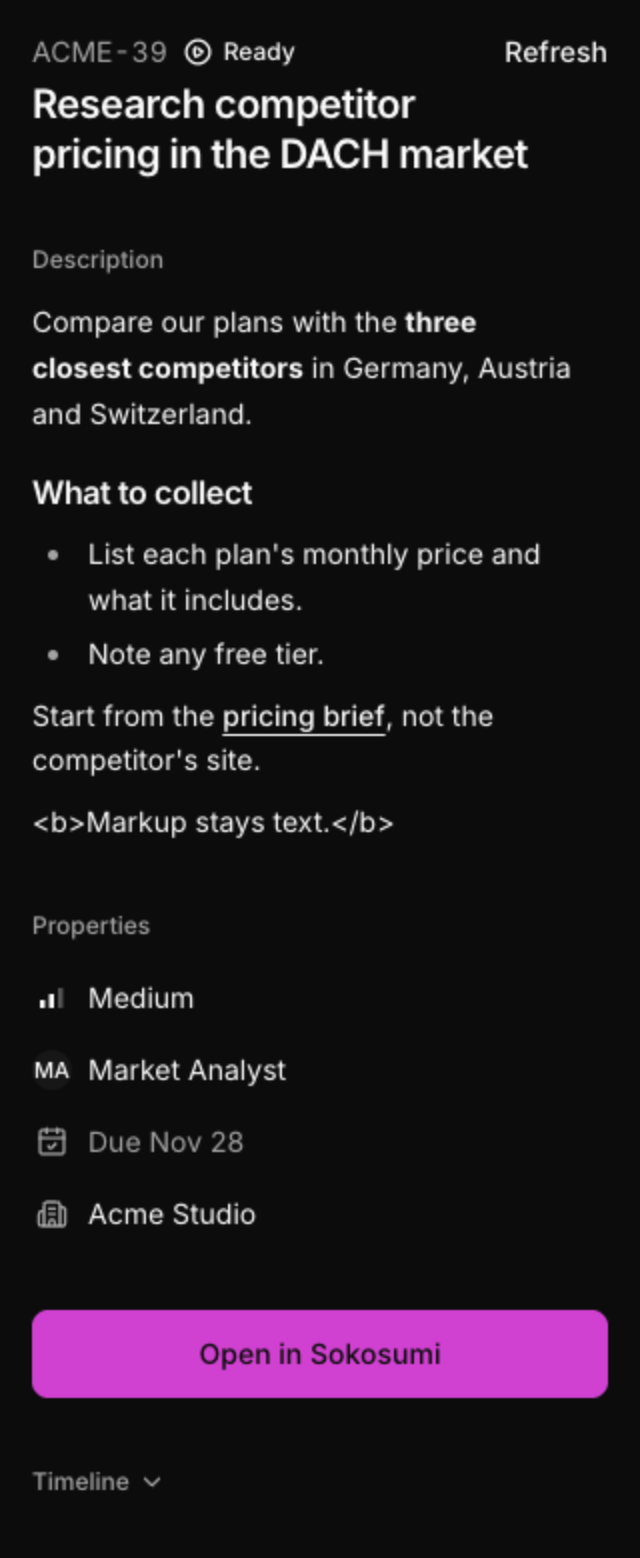 ACME-39 Ready Refresh
Research competitor
pricing in the DACH market
Description
Compare our plans with the three
closest competitors in Germany, Austria
and Switzerland.
What to collect
• List each plan's monthly price and
what it includes.
• Note any free tier.
Start from the pricing brief, not the
competitor's site.
<b>Markup stays text.</b>
Properties
Medium
MA Market Analyst
Due Nov 28
Acme Studio
Open in Sokosumi
Timeline